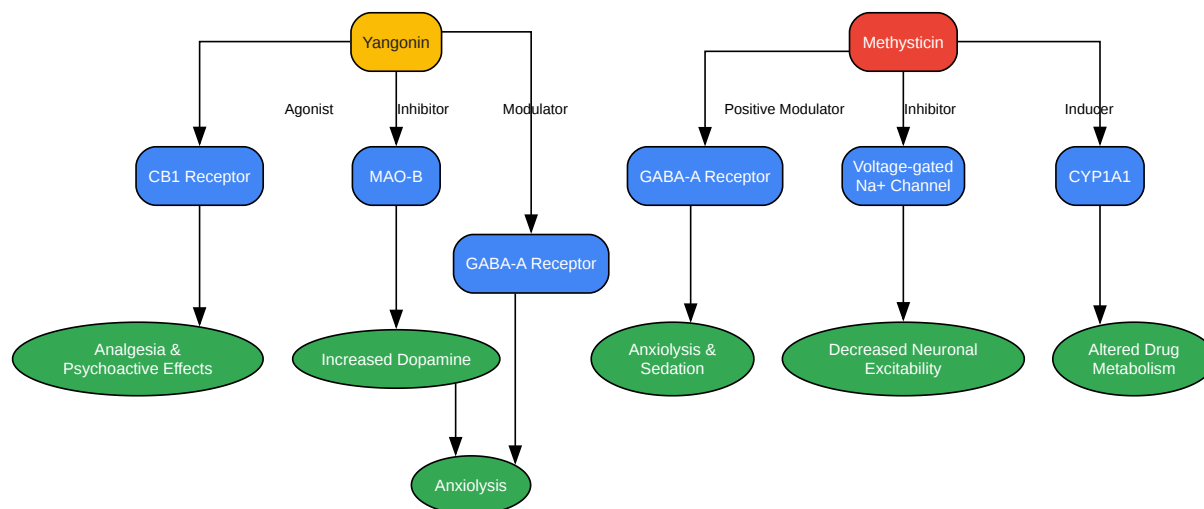 Yangonin
Methysticin
Agonist
Inhibitor
Modulator
Positive Modulator
Inhibitor
Inducer
CB1 Receptor
MAO-B
GABA-A Receptor
Voltage-gated
Na+ Channel
CYP1A1
GABA-A Receptor
Analgesia &
Psychoactive Effects
Increased Dopamine
Anxiolysis &
Sedation
Decreased Neuronal
Excitability
Altered Drug
Metabolism
Anxiolysis